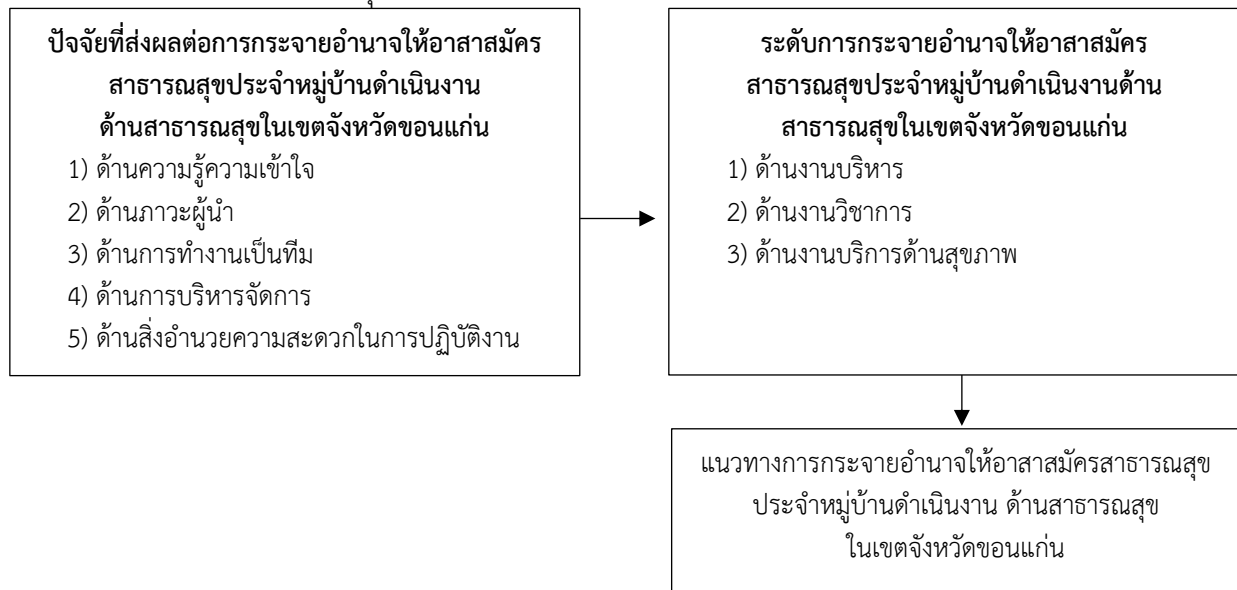 ปัจจัยที่ส่งผลต่อการกระจายอำนาจให้อาสาสมัคร
สาธารณสุขประจำหมู่บ้านดำเนินงาน
ด้านสาธารณสุขในเขตจังหวัดขอนแก่น
1) ด้านความรู้ความเข้าใจ
2) ด้านภาวะผู้นำ
3) ด้านการทำงานเป็นทีม
4) ด้านการบริหารจัดการ
5) ด้านสิ่งอำนวยความสะดวกในการปฏิบัติงาน
ระดับการกระจายอำนาจให้อาสาสมัคร
สาธารณสุขประจำหมู่บ้านดำเนินงานด้าน
สาธารณสุขในเขตจังหวัดขอนแก่น
1) ด้านงานบริหาร
2) ด้านงานวิชาการ
3) ด้านงานบริการด้านสุขภาพ
แนวทางการกระจายอำนาจให้อาสาสมัครสาธารณสุข
ประจำหมู่บ้านดำเนินงาน ด้านสาธารณสุข
ในเขตจังหวัดขอนแก่น